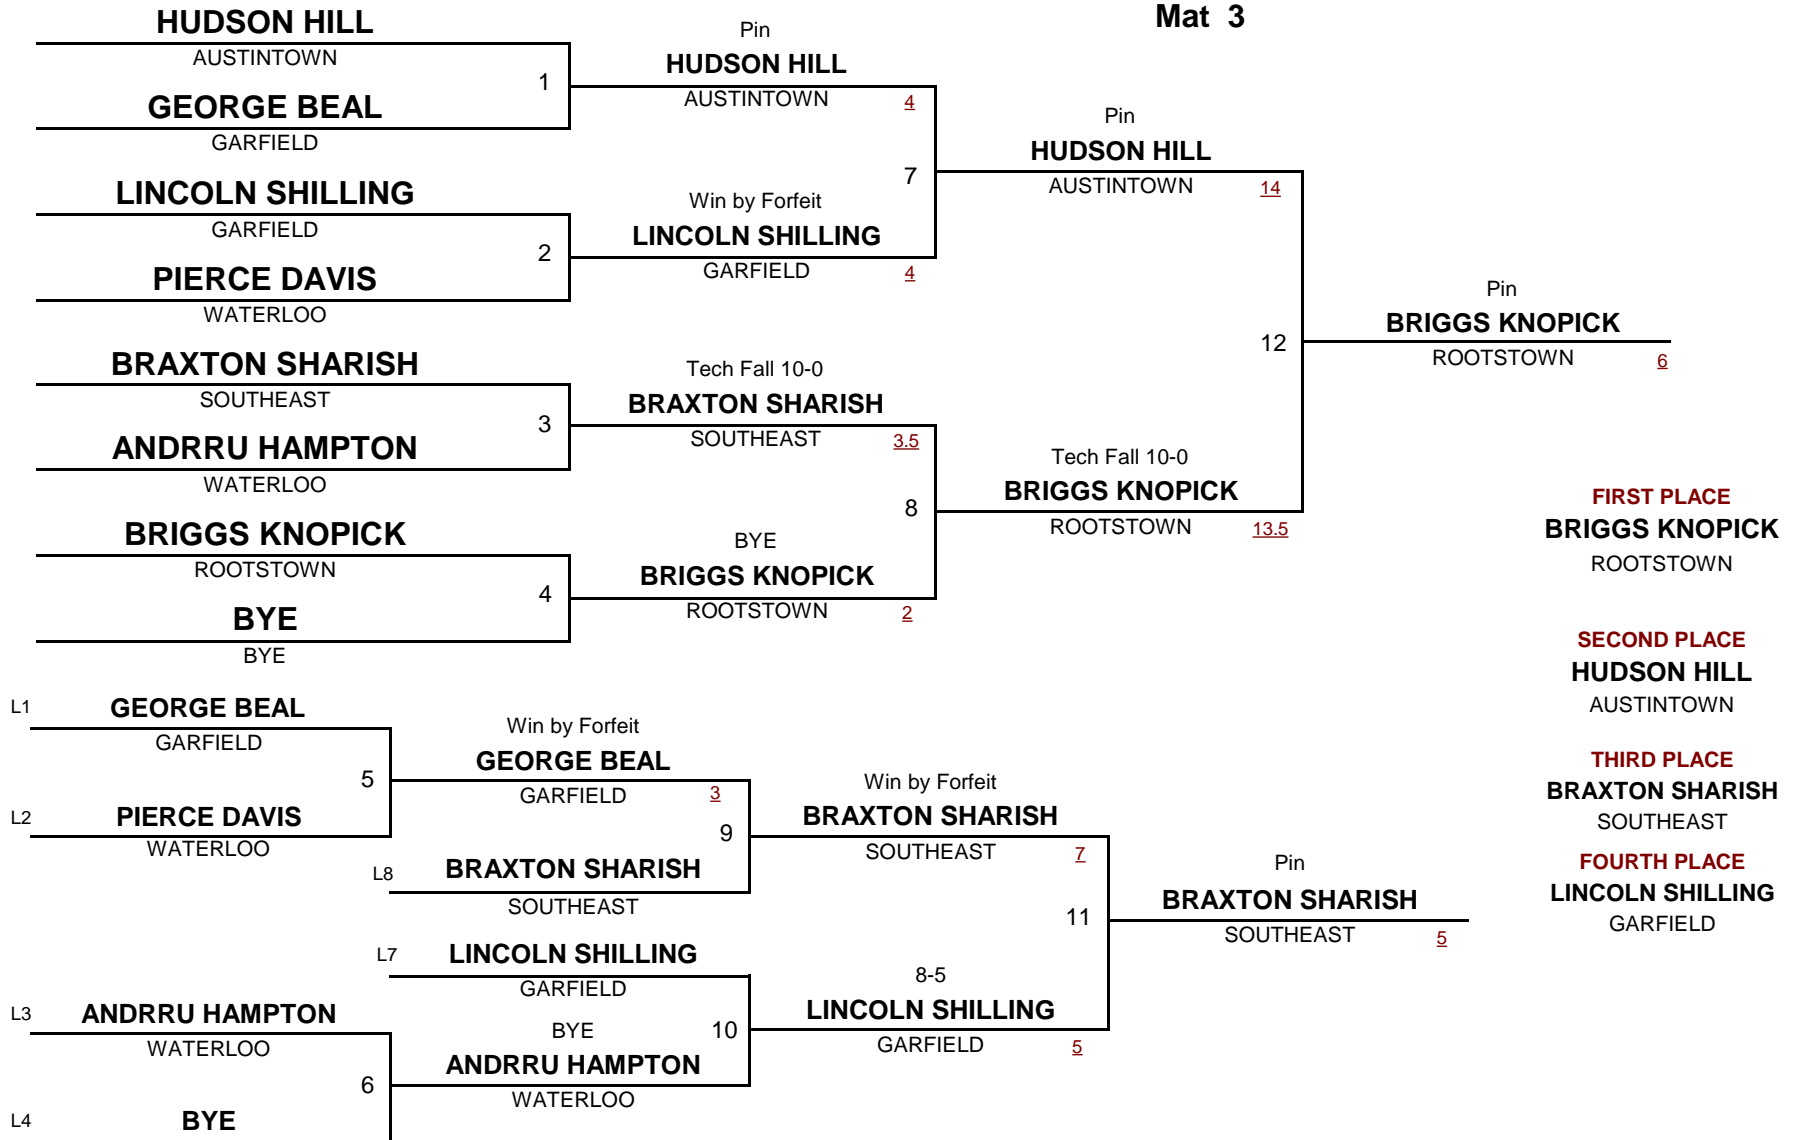 Mat 3
HUDSON HILL
AUSTINTOWN
1
GEORGE BEAL
GARFIELD
Pin
HUDSON HILL
AUSTINTOWN
4
LINCOLN SHILLING
GARFIELD
2
PIERCE DAVIS
WATERLOO
Win by Forfeit
LINCOLN SHILLING
GARFIELD
4
7
Pin
HUDSON HILL
AUSTINTOWN
14
BRAXTON SHARISH
SOUTHEAST
3
ANDRRU HAMPTON
WATERLOO
Tech Fall 10-0
BRAXTON SHARISH
SOUTHEAST
3.5
BRIGGS KNOPICK
ROOTSTOWN
4
BYE
BYE
BYE
BRIGGS KNOPICK
ROOTSTOWN
2
8
Tech Fall 10-0
BRIGGS KNOPICK
ROOTSTOWN
13.5
12
Pin
BRIGGS KNOPICK
ROOTSTOWN
6
L1
GEORGE BEAL
GARFIELD
5
L2
PIERCE DAVIS
WATERLOO
Win by Forfeit
GEORGE BEAL
GARFIELD
3
9
L8
BRAXTON SHARISH
SOUTHEAST
Win by Forfeit
BRAXTON SHARISH
SOUTHEAST
7
L7
LINCOLN SHILLING
GARFIELD
L3
ANDRRU HAMPTON
WATERLOO
6
L4
BYE
BYE
ANDRRU HAMPTON
WATERLOO
10
8-5
LINCOLN SHILLING
GARFIELD
5
11
Pin
BRAXTON SHARISH
SOUTHEAST
5
FIRST PLACE
BRIGGS KNOPICK
ROOTSTOWN
SECOND PLACE
HUDSON HILL
AUSTINTOWN
THIRD PLACE
BRAXTON SHARISH
SOUTHEAST
FOURTH PLACE
LINCOLN SHILLING
GARFIELD